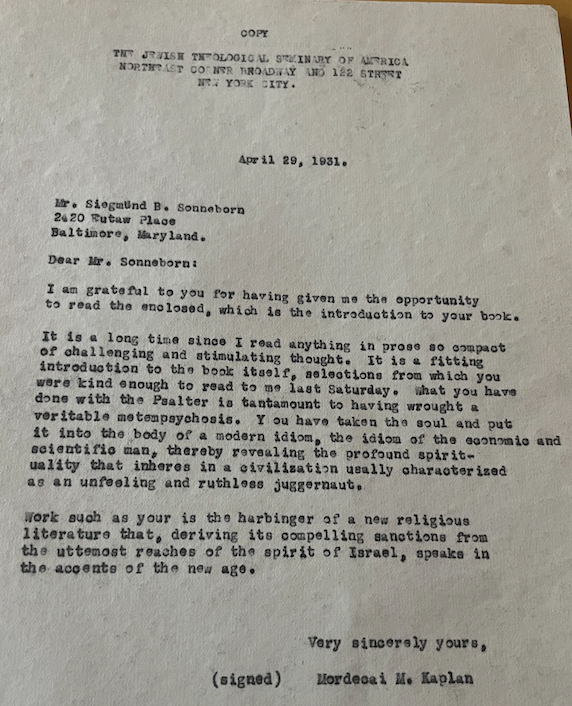 COPY
THE JEWISH THEOLOGICAL SEMINARY OF AMERICA
NORTHEAST CORNER BROADWAY AND 122 STREET
NEW YORK CITY.
April 29, 1931.
Mr. Siegmund B. Sonneborn
2420 Eutaw Place
Baltimore, Maryland.
Dear Mr. Sonneborn:
I am grateful to you for having given me the opportunity
to read the enclosed, which is the introduction to your book.
It is a long time since I read anything in prose so compact
of challenging and stimulating thought. It is a fitting
introduction to the book itself, selections from which you
were kind enough to read to me last Saturday. What you have
done with the Psalter is tantamount to having wrought a
veritable metempsychosis. You have taken the soul and put
it into the body of a modern idiom, the idiom of the economic and
scientific man, thereby revealing the profound spirit-
uality that inheres in a civilization usally characterized
as an unfeeling and ruthless juggernaut.
Work such as your is the harbinger of a new religious
literature that, deriving its compelling sanctions from
the uttemost reaches of the spirit of Israel, speaks in
the accents of the new age.
Very sincerely yours,
(signed) Mordecai M. Kaplan